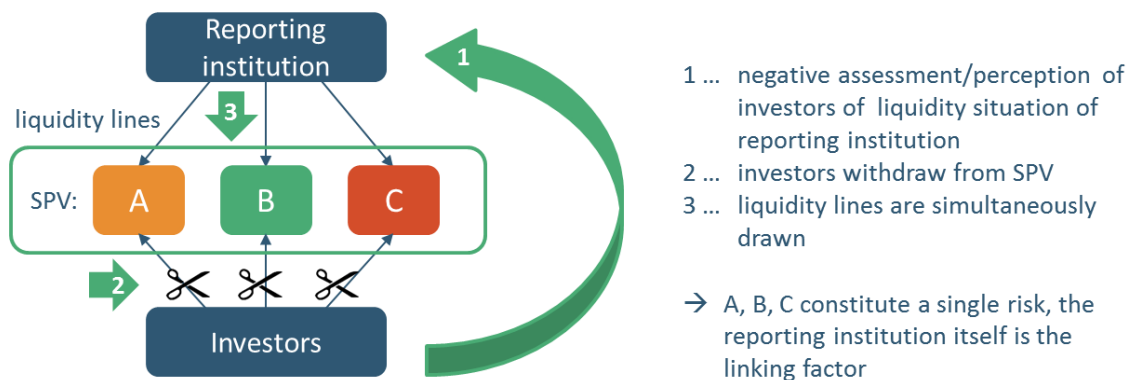 Reporting
institution
1
3
liquidity lines
SPV:
A
B
C
2
Investors
1 ... negative assessment/perception of
investors of liquidity situation of
reporting institution
2 ... investors withdraw from SPV
3 ... liquidity lines are simultaneously
drawn
→ A, B, C constitute a single risk, the
reporting institution itself is the
linking factor